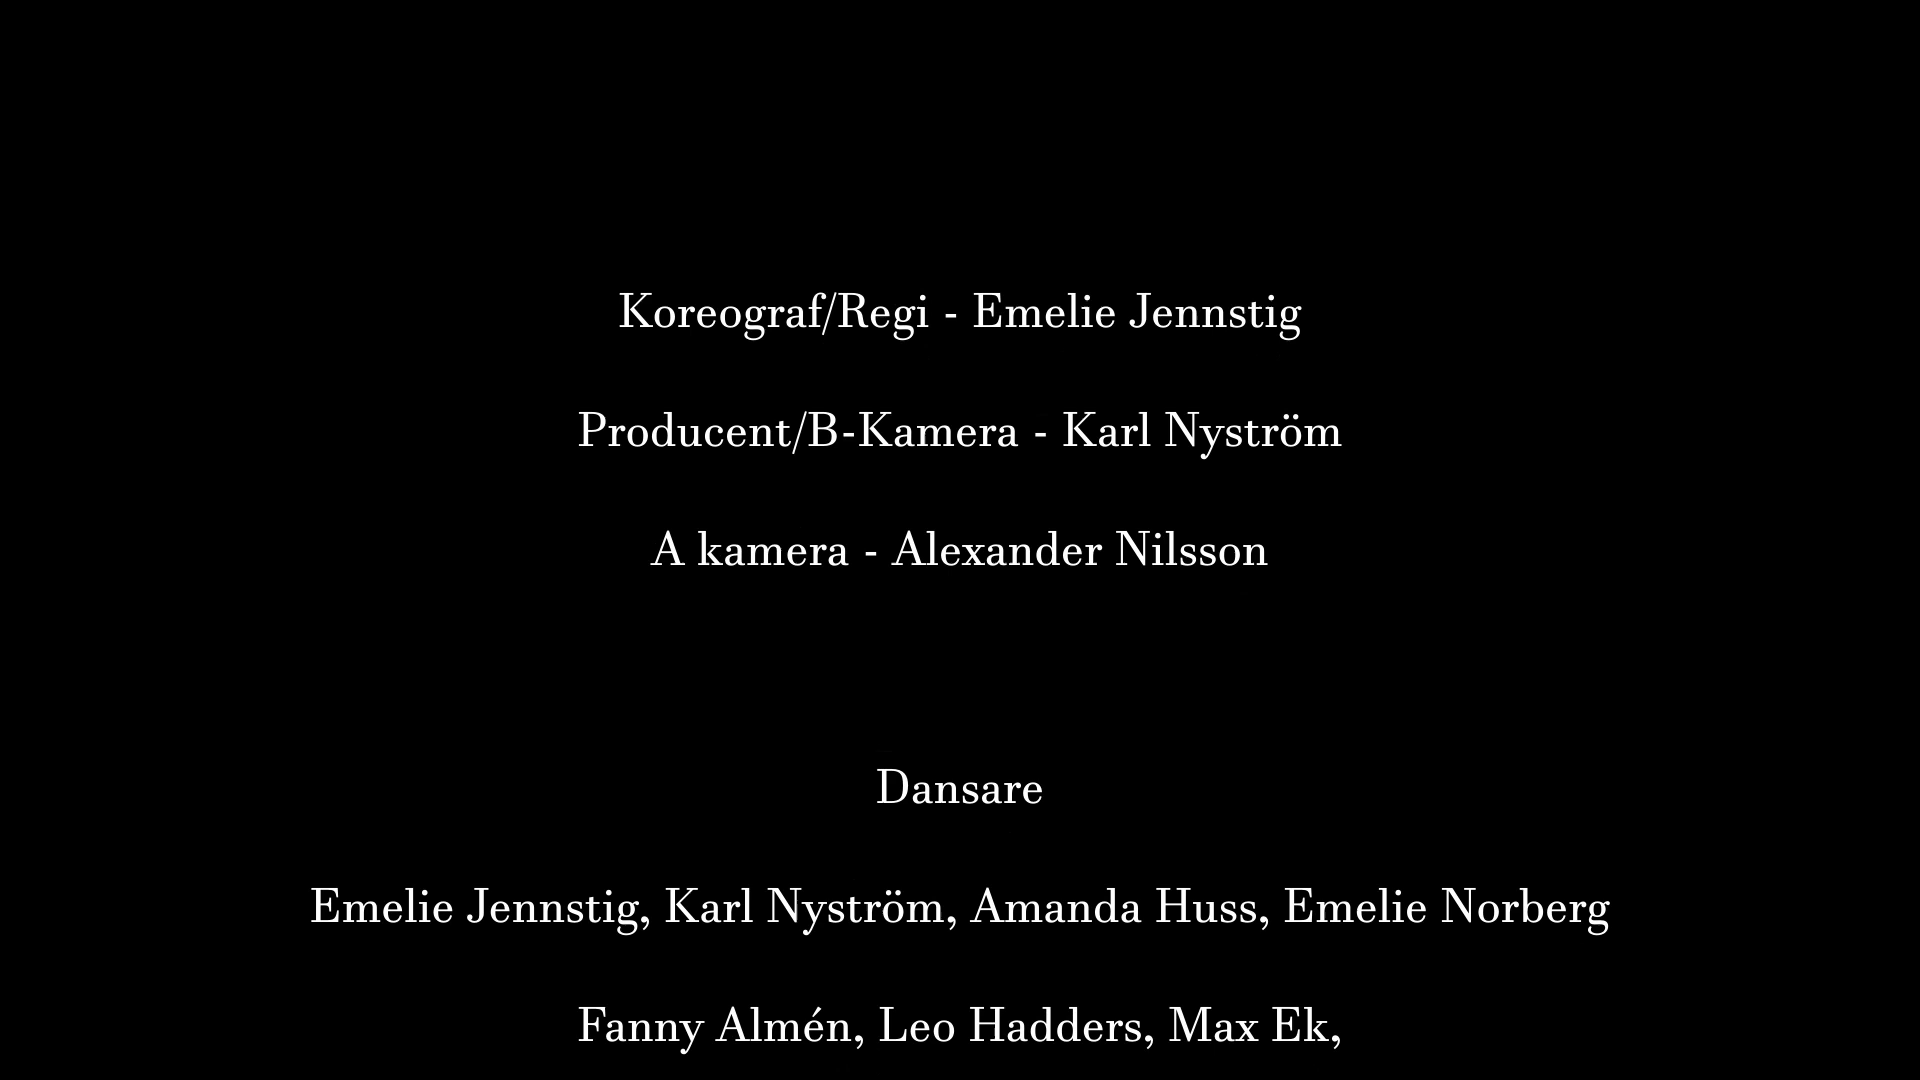 Koreograf/Regi - Emelie Jennstig
Producent/B-Kamera - Karl Nyström
A kamera - Alexander Nilsson
Dansare
Emelie Jennstig, Karl Nyström, Amanda Huss, Emelie Norberg
Fanny Almén, Leo Hadders, Max Ek,